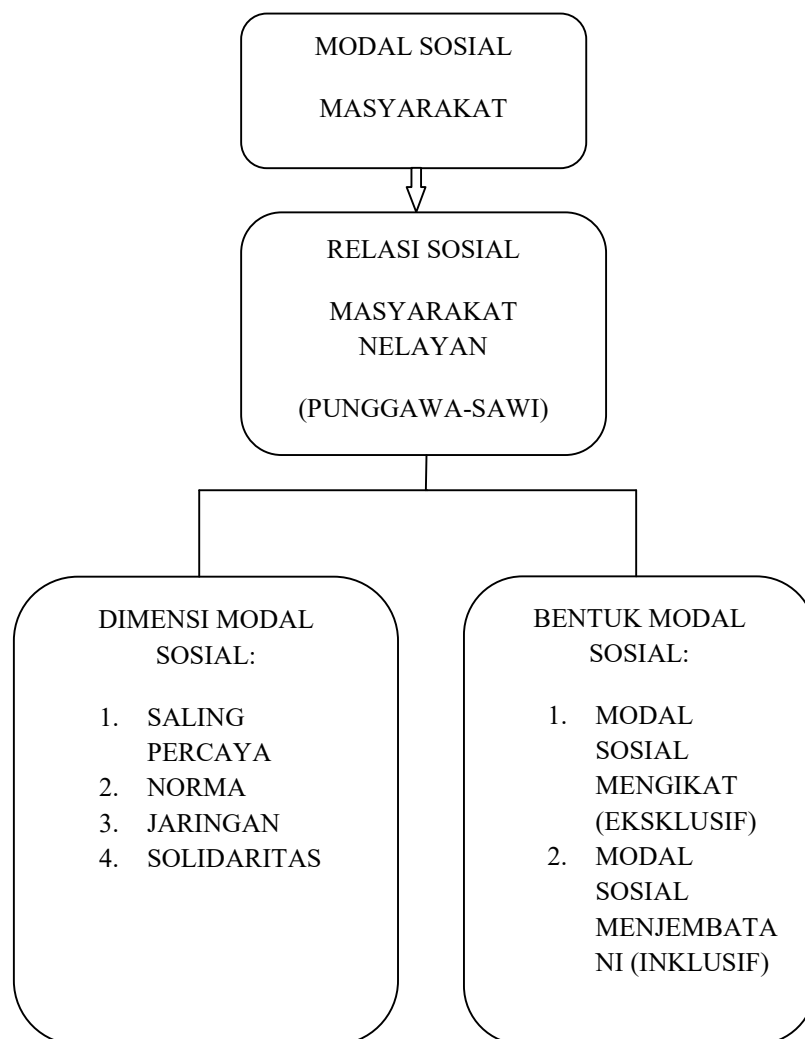 MODAL SOSIAL
MASYARAKAT
RELASI SOSIAL
MASYARAKAT
NELAYAN
(PUNGGAWA-SAWI)
DIMENSI MODAL
SOSIAL:
1. SALING
PERCAYA
2. NORMA
3. JARINGAN
4. SOLIDARITAS
BENTUK MODAL
SOSIAL:
1. MODAL
SOSIAL
MENGIKAT
(EKSKLUSIF)
2. MODAL
SOSIAL
MENJEMBATA
NI (INKLUSIF)